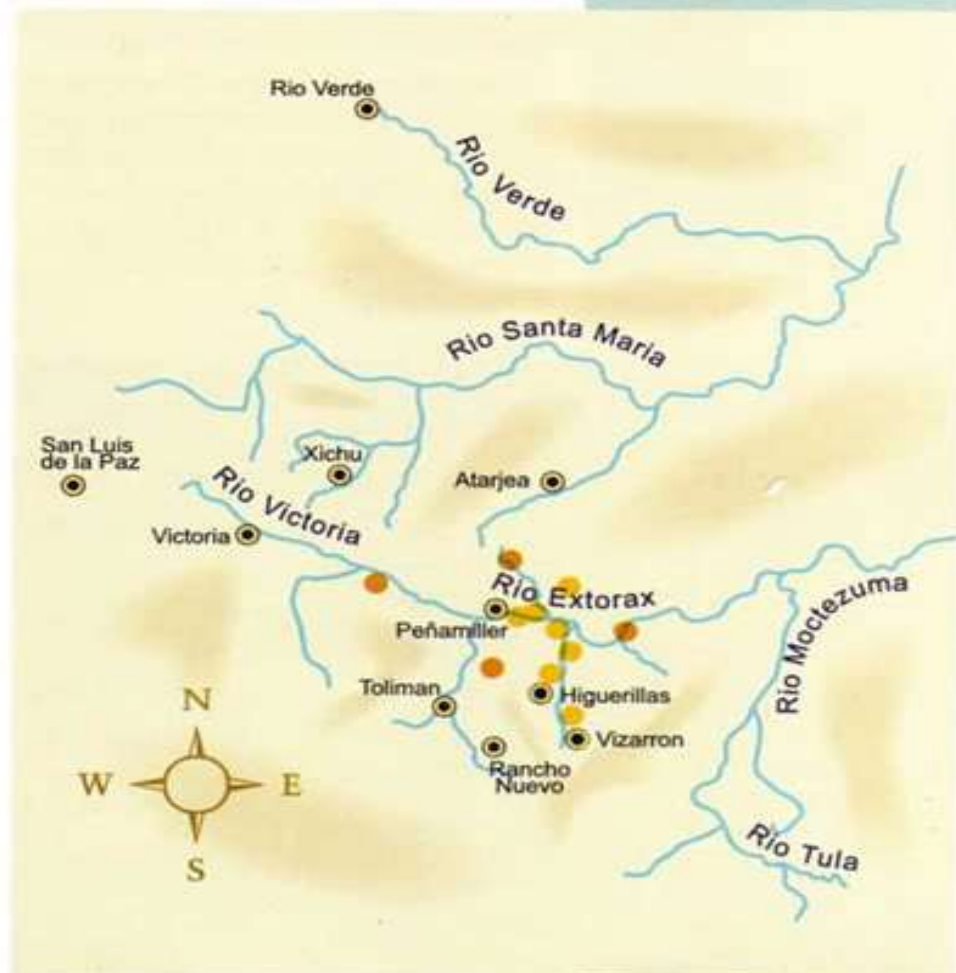 Rio Verde
Rio Verde
Rio Santa Maria
San Luis
de la Paz
Xichu
Atarjea
Rio Victoria
Victoria
Rio Extorax
Peñamiller
Rio Moctezuma
Toliman
Higuerillas
Vizarron
Rancho
Nuevo
N
W
E
S
Rio Tula